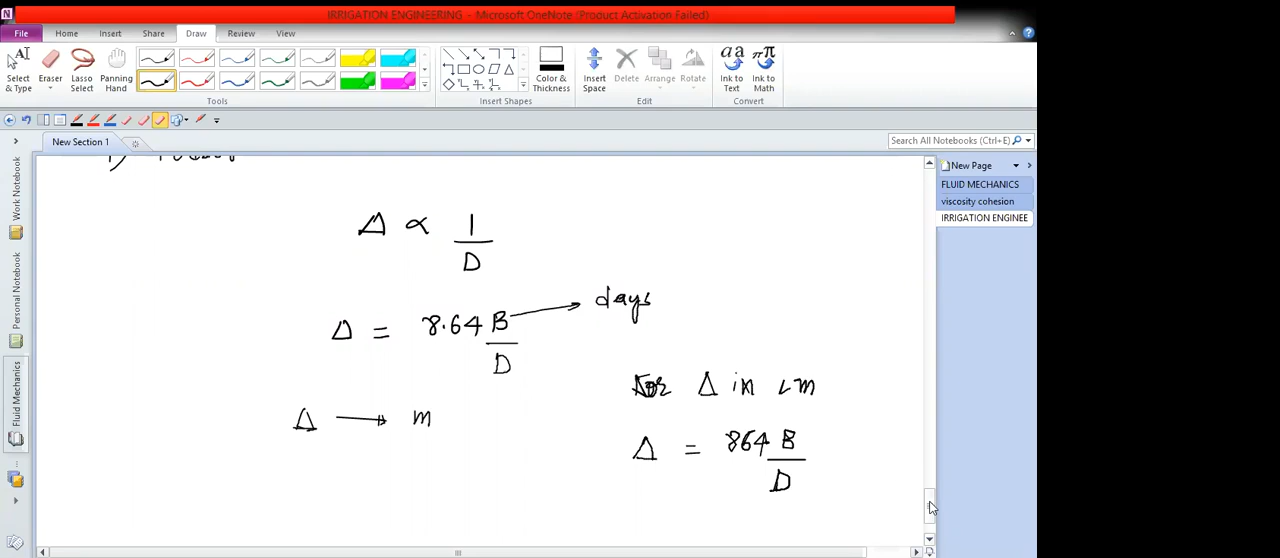 IRRIGATION ENGINEERING - Microsoft OneNote (Product Activation Failed)
File Home Insert Share Draw Review View
Select & Type Eraser Lasso Select Panning Hand Color & Thickness Insert Space Delete Arrange Rotate Ink to Text Ink to Math
Tools Insert Shapes Edit Convert
New Section 1 Search All Notebooks (Ctrl+E)
New Page
FLUID MECHANICS
viscosity cohesion
IRRIGATION ENGINEE
Work Notebook
Personal Notebook
Fluid Mechanics
Δ ∝ 1/D
Δ = 8.64 B/D → days
Δ → m
For Δ in cm
Δ = 864 B/D